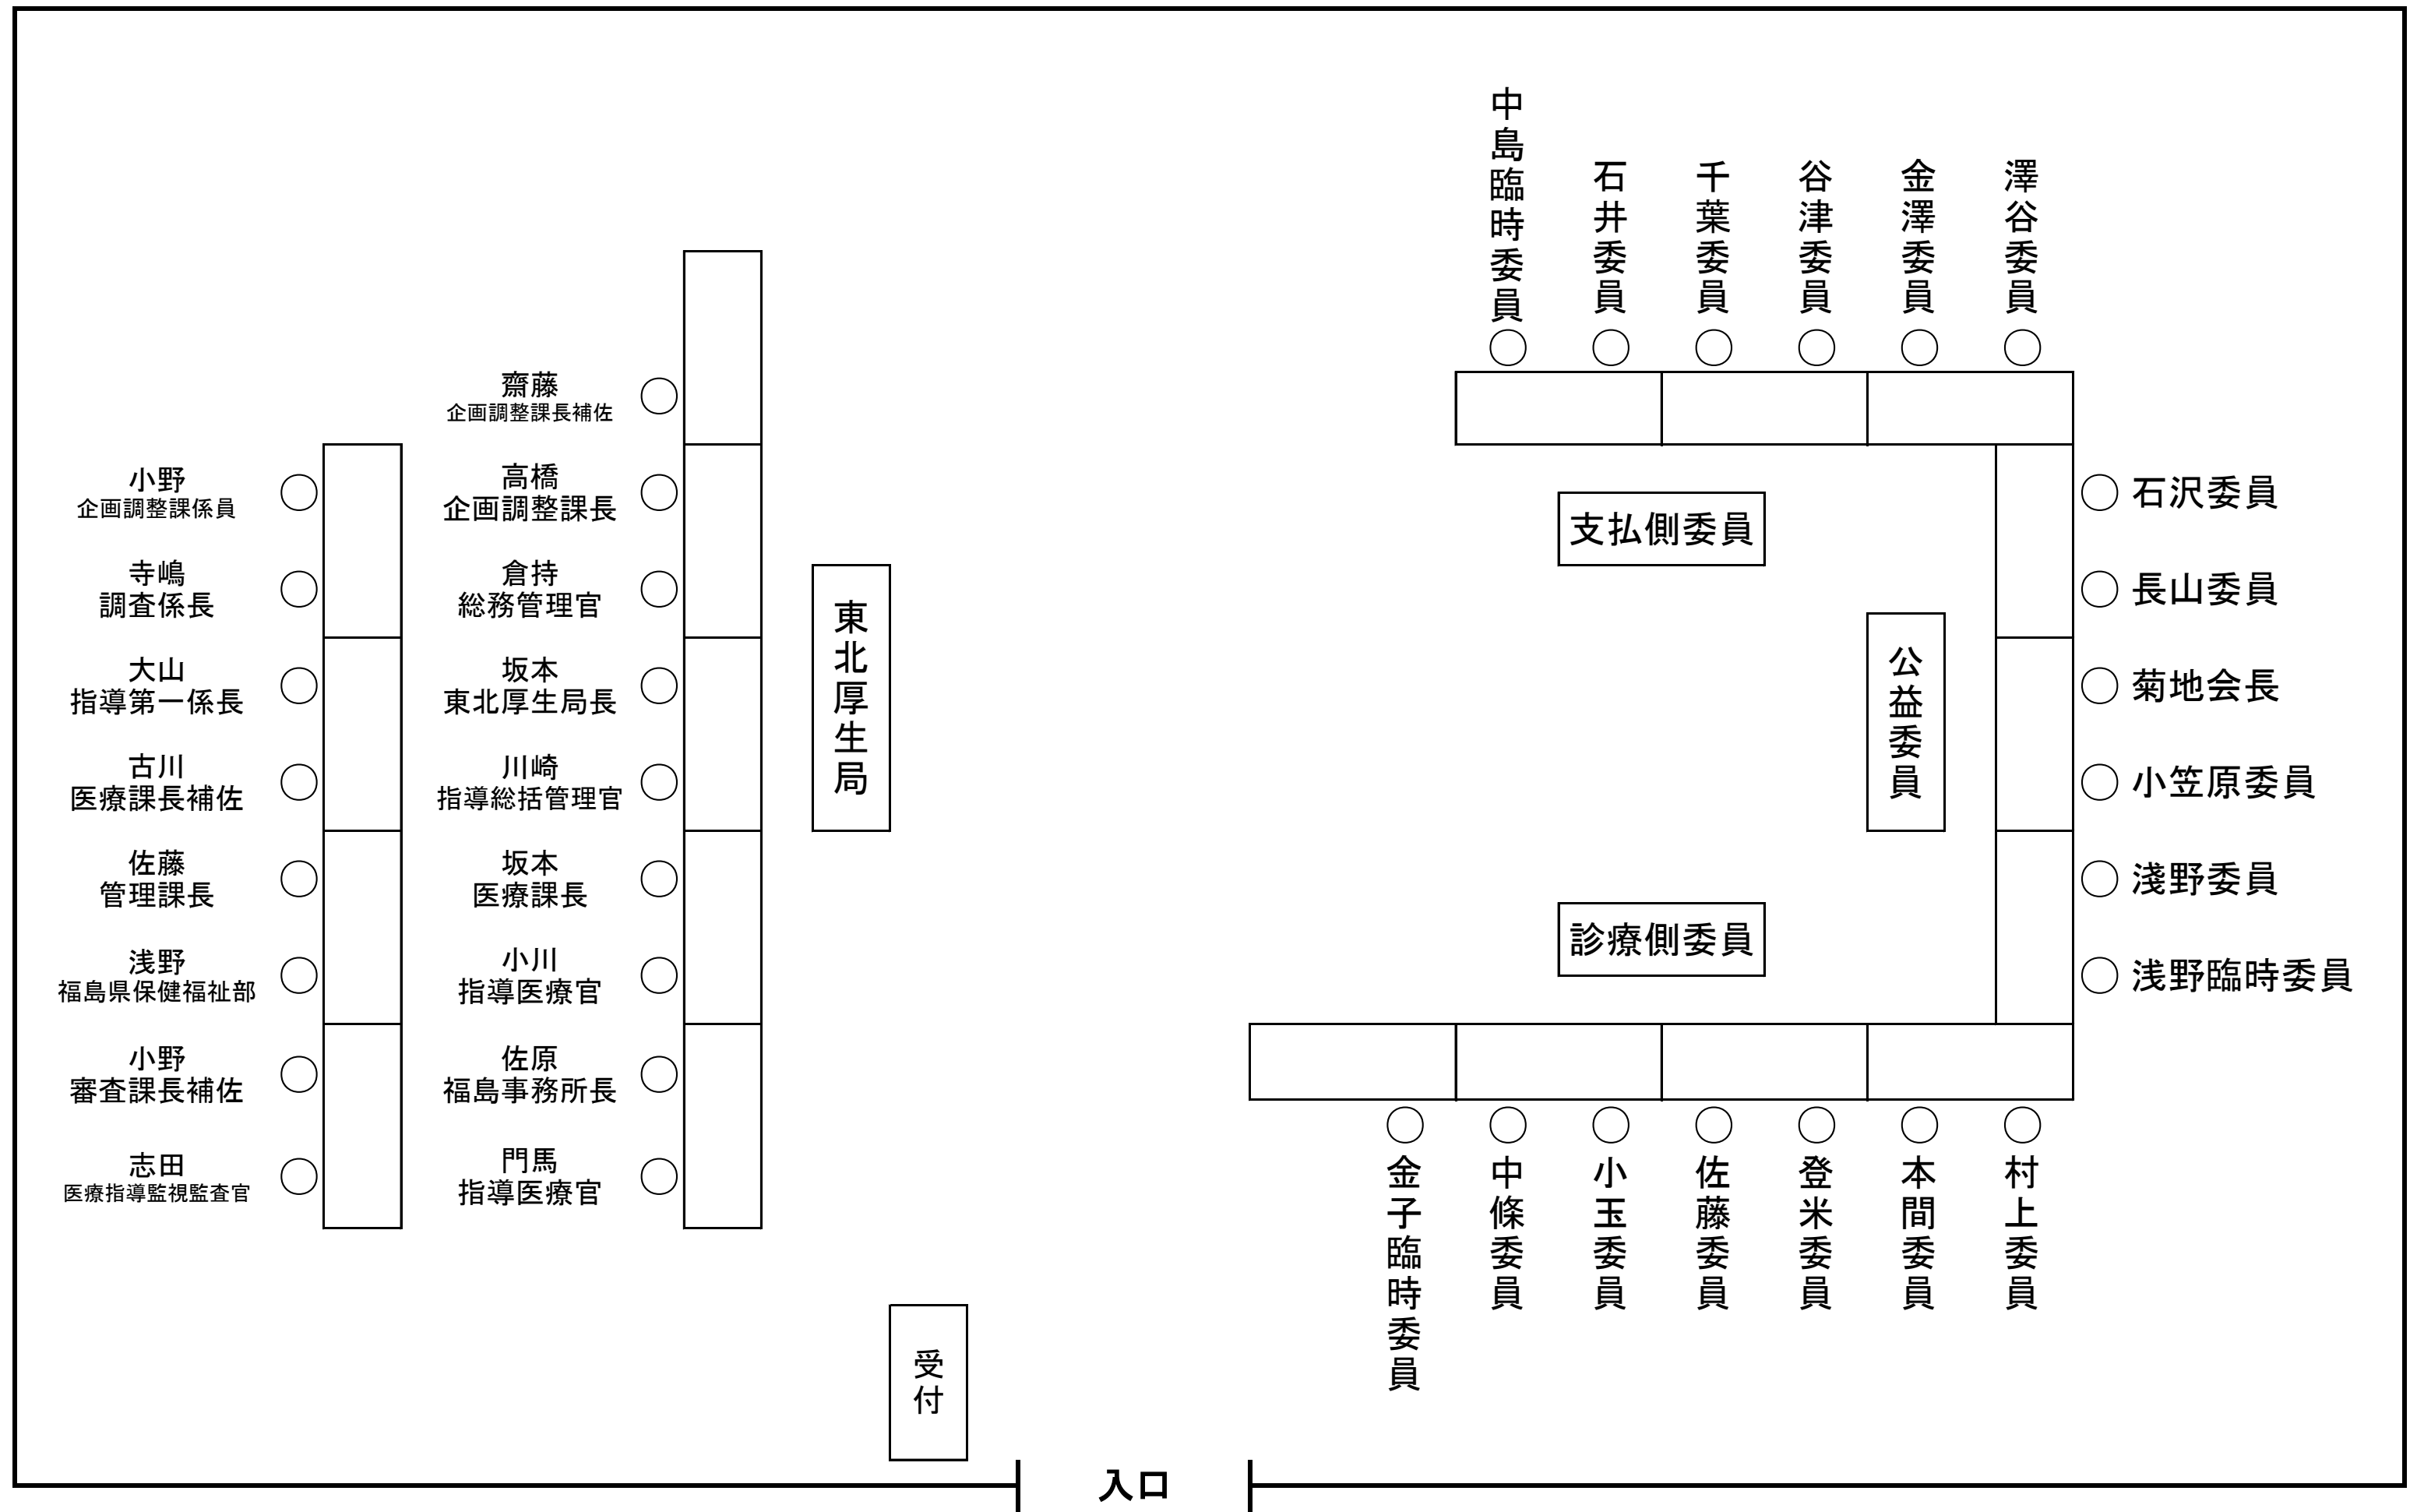 中島臨時委員
石井委員
千葉委員
谷津委員
金澤委員
澤谷委員
齋藤
企画調整課長補佐
高橋
企画調整課長
倉持
総務管理官
坂本
東北厚生局長
川崎
指導総括管理官
坂本
医療課長
小川
指導医療官
佐原
福島事務所長
門馬
指導医療官
小野
企画調整課係員
寺嶋
調査係長
大山
指導第一係長
古川
医療課長補佐
佐藤
管理課長
浅野
福島県保健福祉部
小野
審査課長補佐
志田
医療指導監視監査官
東北厚生局
支払側委員
公益委員
診療側委員
石沢委員
長山委員
菊地会長
小笠原委員
淺野委員
浅野臨時委員
金子臨時委員
中條委員
小玉委員
佐藤委員
登米委員
本間委員
村上委員
受付
入口